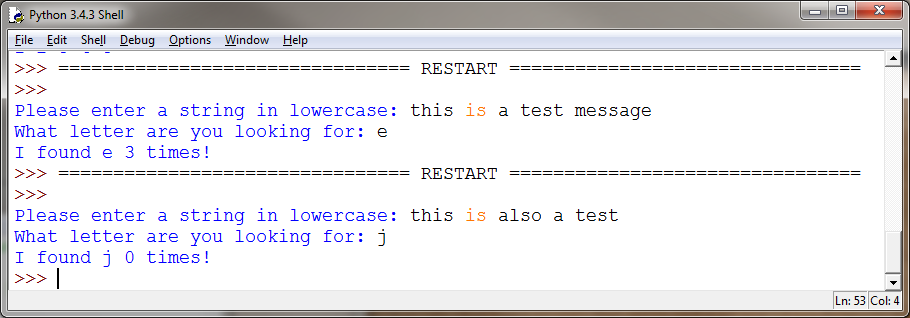 Python 3.4.3 Shell
File Edit Shell Debug Options Window Help
>>> ================================ RESTART ================================
>>>
Please enter a string in lowercase: this is a test message
What letter are you looking for: e
I found e 3 times!
>>> ================================ RESTART ================================
>>>
Please enter a string in lowercase: this is also a test
What letter are you looking for: j
I found j 0 times!
>>>
Ln: 53 Col: 4